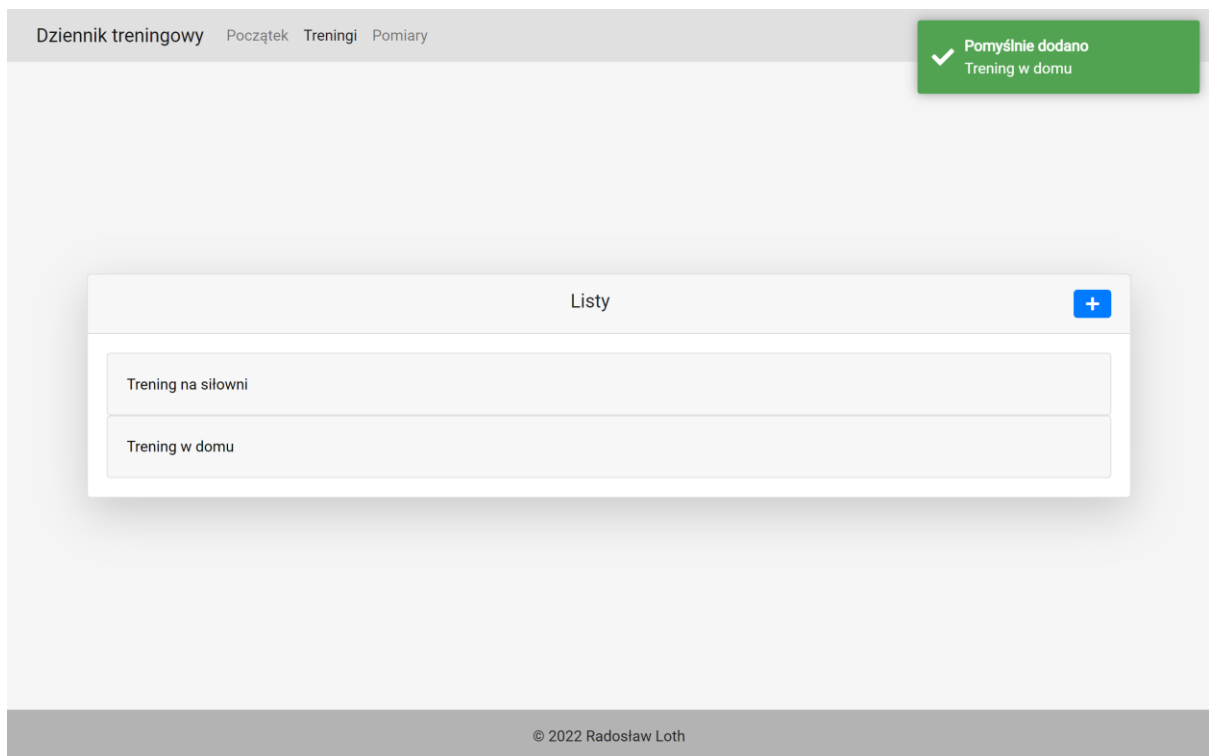 Dziennik treningowy Początek Treningi Pomiary
Pomyślnie dodano
Trening w domu
Listy
Trening na siłowni
Trening w domu
© 2022 Radosław Loth